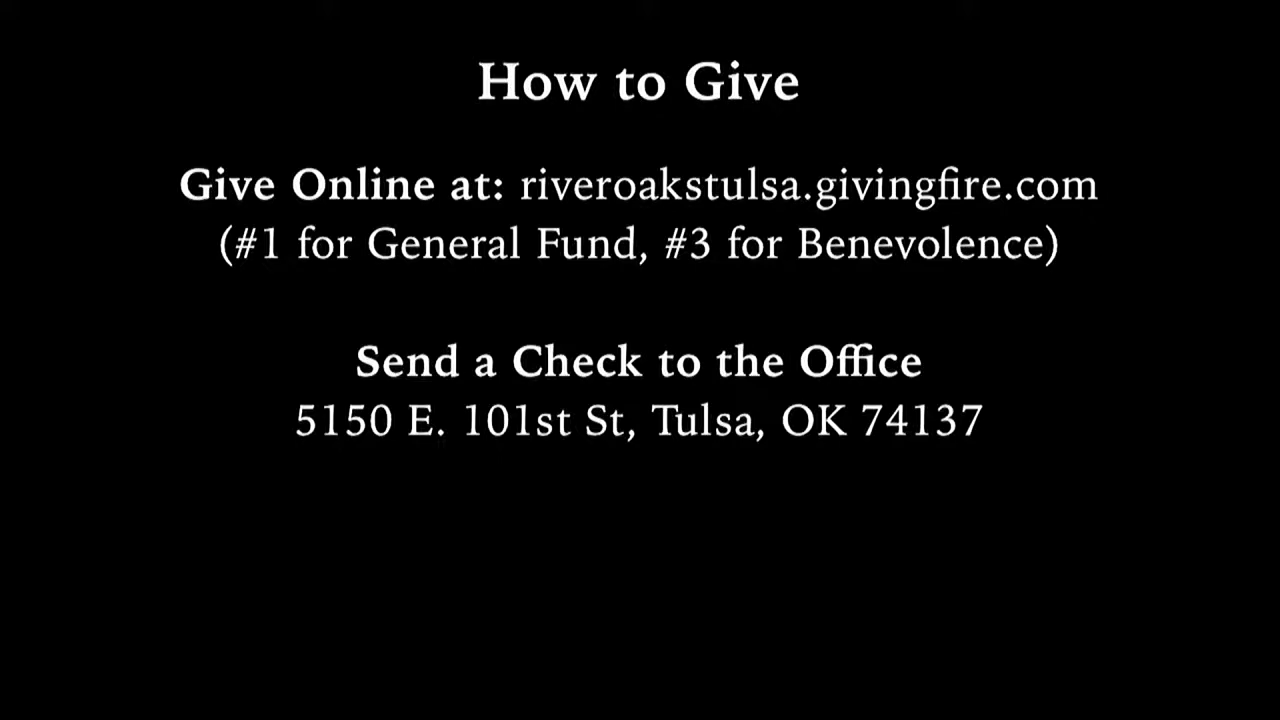 How to Give
Give Online at: riveroakstulsa.givingfire.com
(#1 for General Fund, #3 for Benevolence)
Send a Check to the Office
5150 E. 101st St, Tulsa, OK 74137